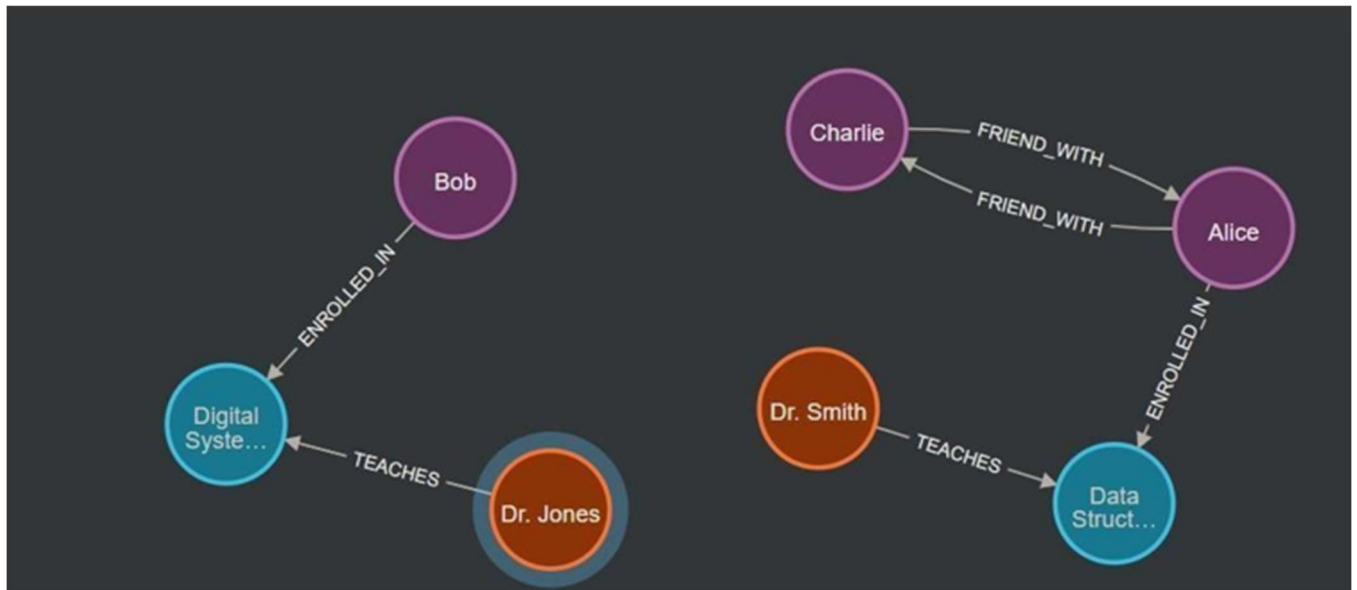 Bob
ENROLLED_IN
Digital
Syste...
TEACHES
Dr. Jones
Charlie
FRIEND_WITH
FRIEND_WITH
Alice
ENROLLED_IN
Dr. Smith
TEACHES
Data
Struct...